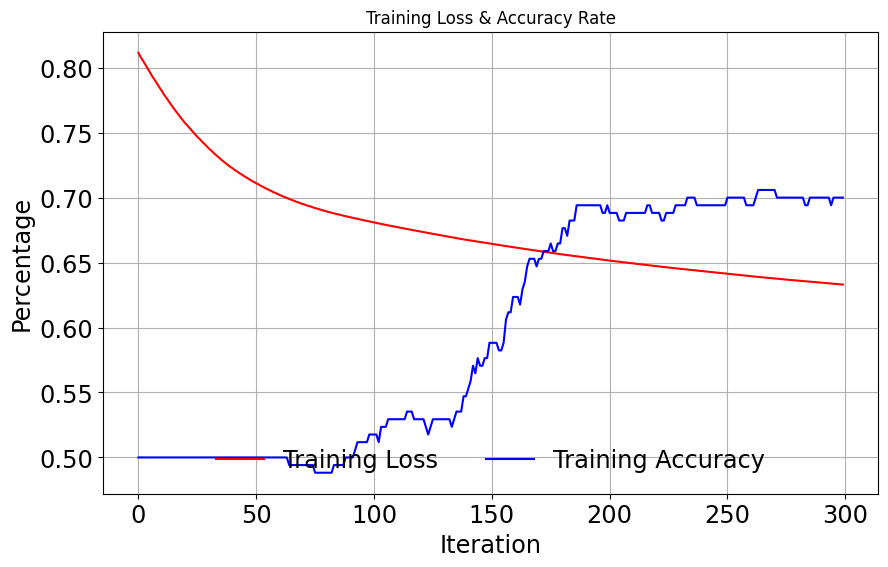 Training Loss & Accuracy Rate
Percentage
0.80
0.75
0.70
0.65
0.60
0.55
0.50
Training Loss Training Accuracy
0 50 100 150 200 250 300
Iteration